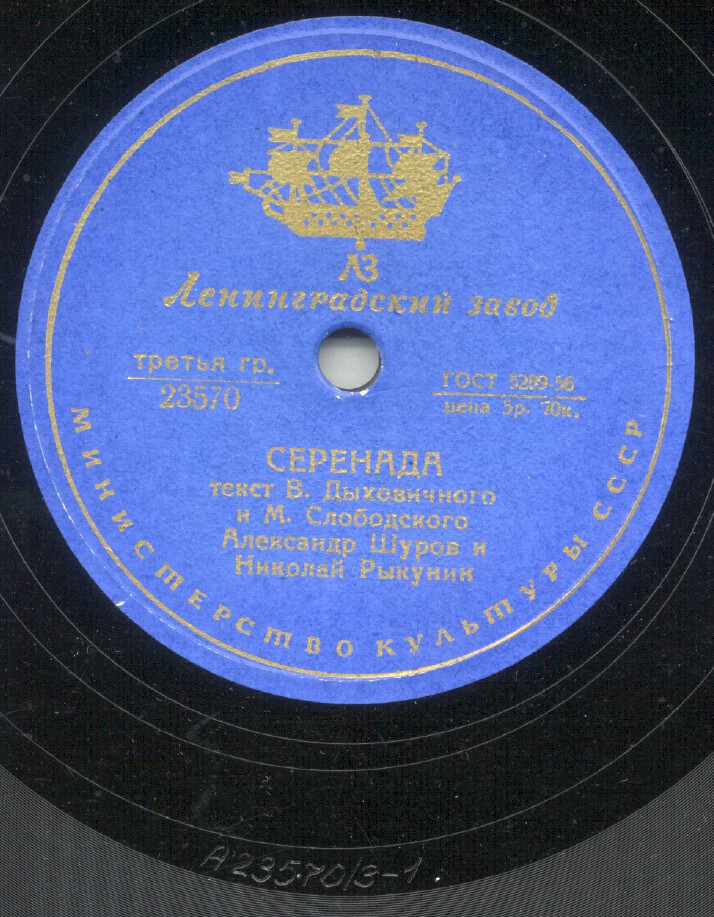 ЛЗ
Ленинградский завод
третья гр.
23570
ГОСТ 5289-56
цена 5р. 70к.
СЕРЕНАДА
текст В. Дыховичного
и М. Слободского
Александр Шуров и
Николай Рыкунин
МИНИСТЕРСТВО КУЛЬТУРЫ СССР
А23570/3-1